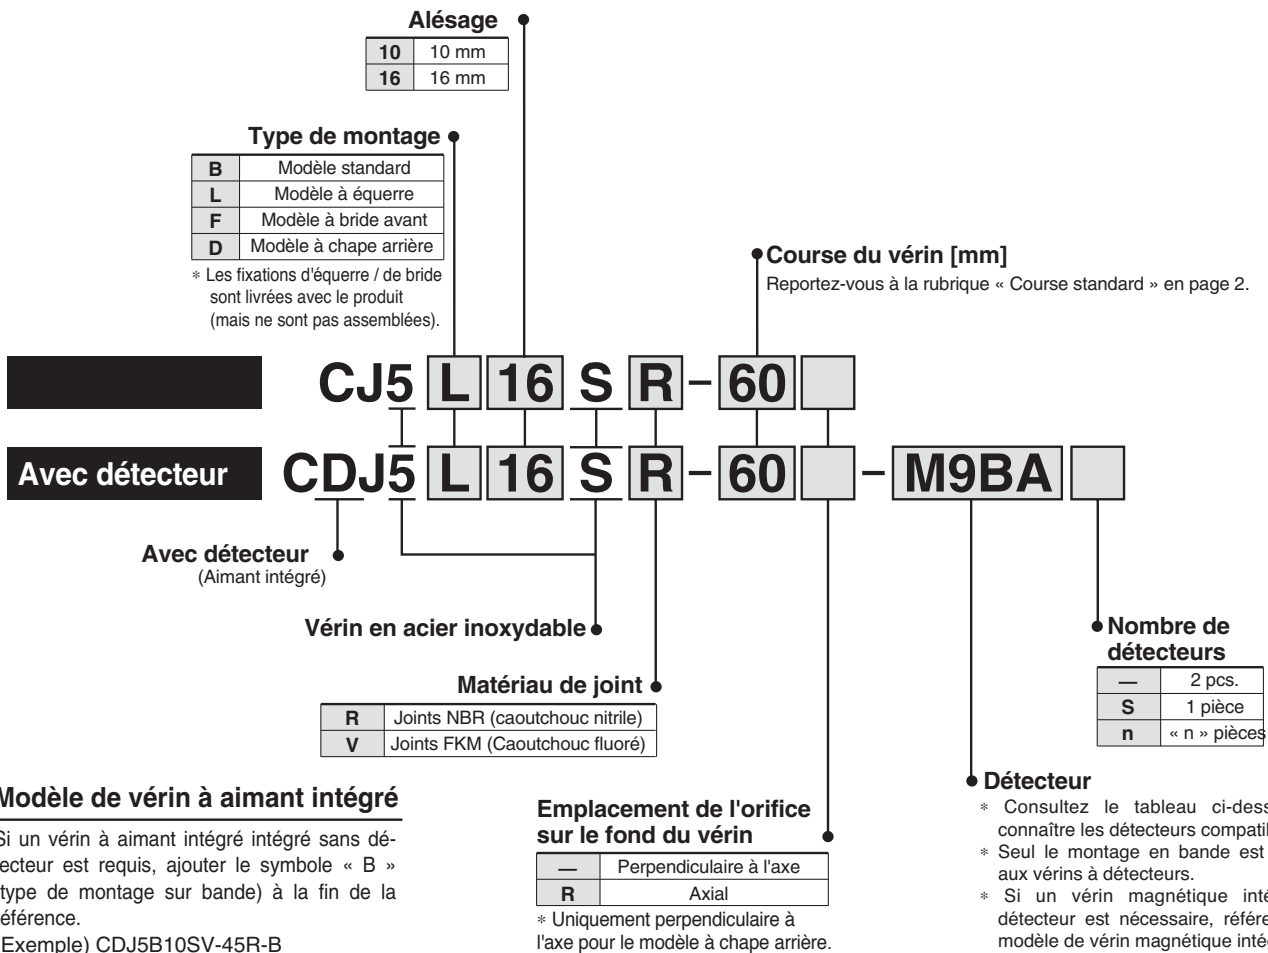 Alésage
10 10 mm
16 16 mm
Type de montage
B Modèle standard
L Modèle à équerre
F Modèle à bride avant
D Modèle à chape arrière
* Les fixations d'équerre / de bride
sont livrées avec le produit
(mais ne sont pas assemblées).
Course du vérin [mm]
Reportez-vous à la rubrique « Course standard » en page 2.
CJ5 L 16 S R – 60
Avec détecteur CDJ5 L 16 S R – 60 – M9BA
Avec détecteur
(Aimant intégré)
Vérin en acier inoxydable
Matériau de joint
R Joints NBR (caoutchouc nitrile)
V Joints FKM (Caoutchouc fluoré)
Nombre de
détecteurs
— 2 pcs.
S 1 pièce
n « n » pièces
Modèle de vérin à aimant intégré
Si un vérin à aimant intégré intégré sans dé-
tecteur est requis, ajouter le symbole « B »
(type de montage sur bande) à la fin de la
référence.
(Exemple) CDJ5B10SV-45R-B
Emplacement de l'orifice
sur le fond du vérin
— Perpendiculaire à l'axe
R Axial
* Uniquement perpendiculaire à
l'axe pour le modèle à chape arrière.
Détecteur
* Consultez le tableau
connaître les détecteurs
* Seul le montage en bande est
aux vérins à détecteurs.
* Si un vérin magnétique
détecteur est nécessaire,
modèle de vérin magnétique